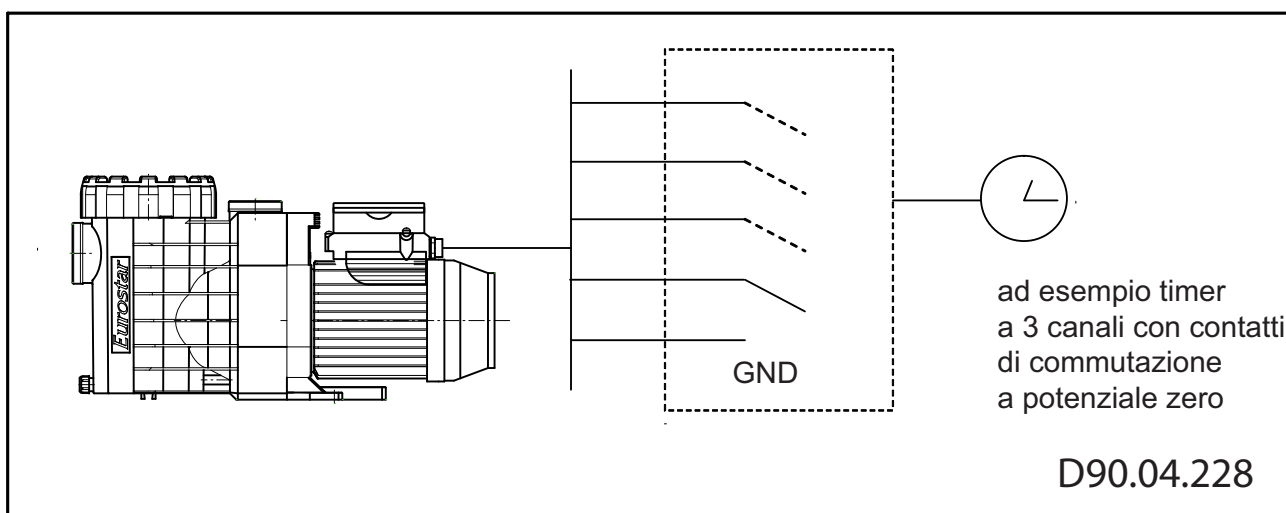 Eurostar
GND
ad esempio timer
a 3 canali con contatti
di commutazione
a potenziale zero
D90.04.228